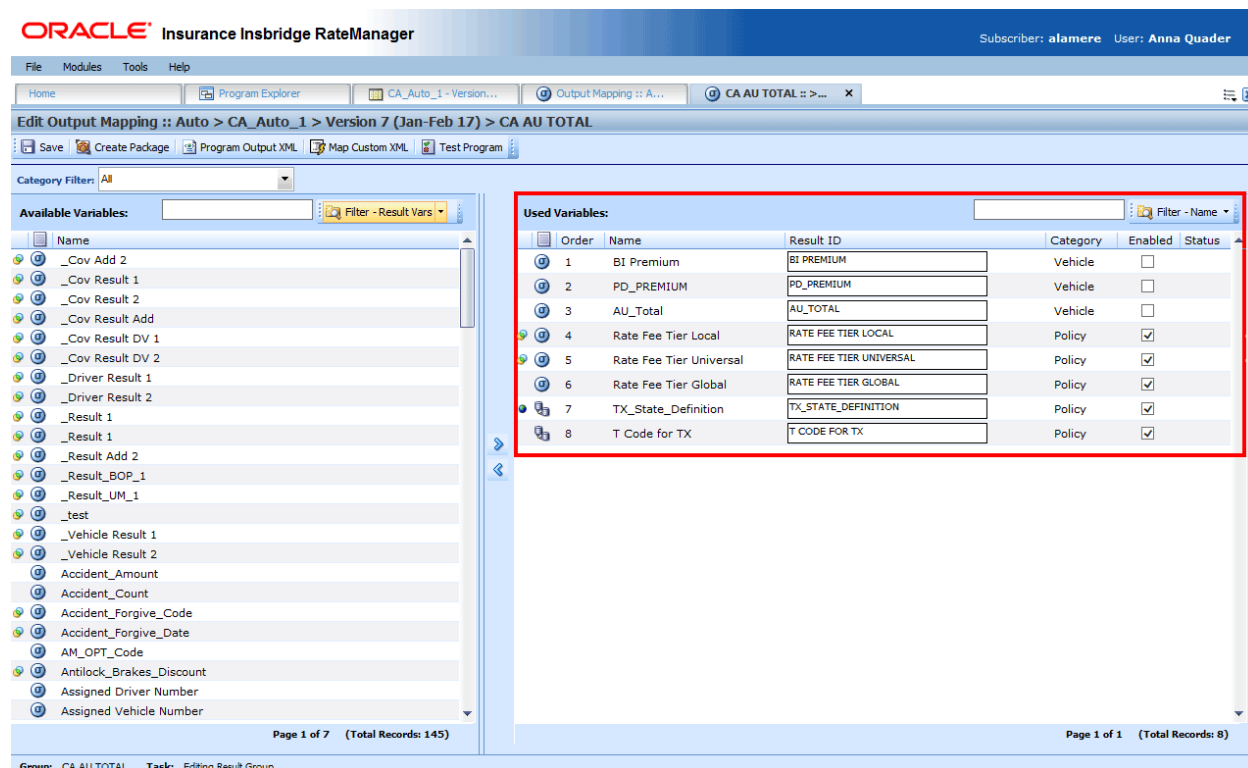 ORACLE® Insurance Insbridge RateManager
Subscriber: alamere User: Anna Quader
File Modules Tools Help
Home Program Explorer CA_Auto_1 - Version... Output Mapping :: A... CA AU TOTAL :: >... x
Edit Output Mapping :: Auto > CA_Auto_1 > Version 7 (Jan-Feb 17) > CA AU TOTAL
Save Create Package Program Output XML Map Custom XML Test Program
Category Filter: All
Available Variables: Filter - Result Vars
Name
_Cov Add 2
_Cov Result 1
_Cov Result 2
_Cov Result Add
_Cov Result DV 1
_Cov Result DV 2
_Driver Result 1
_Driver Result 2
_Result 1
_Result 1
_Result Add 2
_Result_BOP_1
_Result_UM_1
_test
_Vehicle Result 1
_Vehicle Result 2
Accident_Amount
Accident_Count
Accident_Forgive_Code
Accident_Forgive_Date
AM_OPT_Code
Antilock_Brakes_Discount
Assigned Driver Number
Assigned Vehicle Number
Page 1 of 7 (Total Records: 145)
Used Variables: Filter - Name
Order Name Result ID Category Enabled Status
1 BI Premium BI PREMIUM Vehicle
2 PD_PREMIUM PD_PREMIUM Vehicle
3 AU_Total AU_TOTAL Vehicle
4 Rate Fee Tier Local RATE FEE TIER LOCAL Policy
5 Rate Fee Tier Universal RATE FEE TIER UNIVERSAL Policy
6 Rate Fee Tier Global RATE FEE TIER GLOBAL Policy
7 TX_State_Definition TX_STATE_DEFINITION Policy
8 T Code for TX T CODE FOR TX Policy
Page 1 of 1 (Total Records: 8)
Group: CA AU TOTAL Task: Editing Result Group